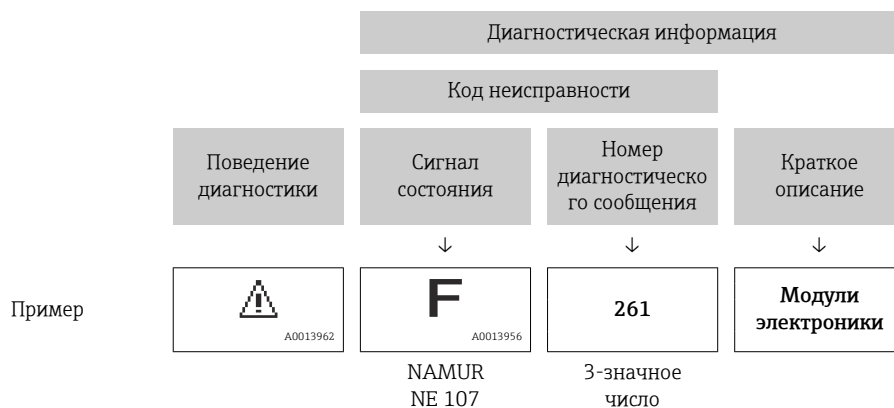 Диагностическая информация
Код неисправности
Поведение
диагностики
Сигнал
состояния
Номер
диагностическо
го сообщения
Краткое
описание
↓ ↓ ↓
Пример
A0013962
F
A0013956
261
Модули
электроники
NAMUR
NE 107
3-значное
число